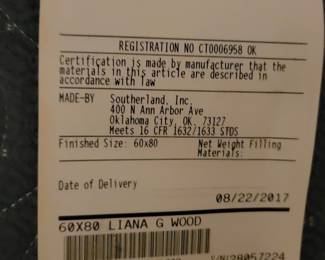 REGISTRATION NO CT0006958 OK
Certification is made by manufacturer that the
materials in this article are described in
accordance with law
MADE-BY Southerland, Inc.
400 N Ann Arbor Ave
Oklahoma City, OK. 73127
Meets 16 CFR 1632/1633 STDS
Finished Size: 60x80 Net Weight Filling
Materials:
Date of Delivery
08/22/2017
60X80 LIANA G WOOD
28057224